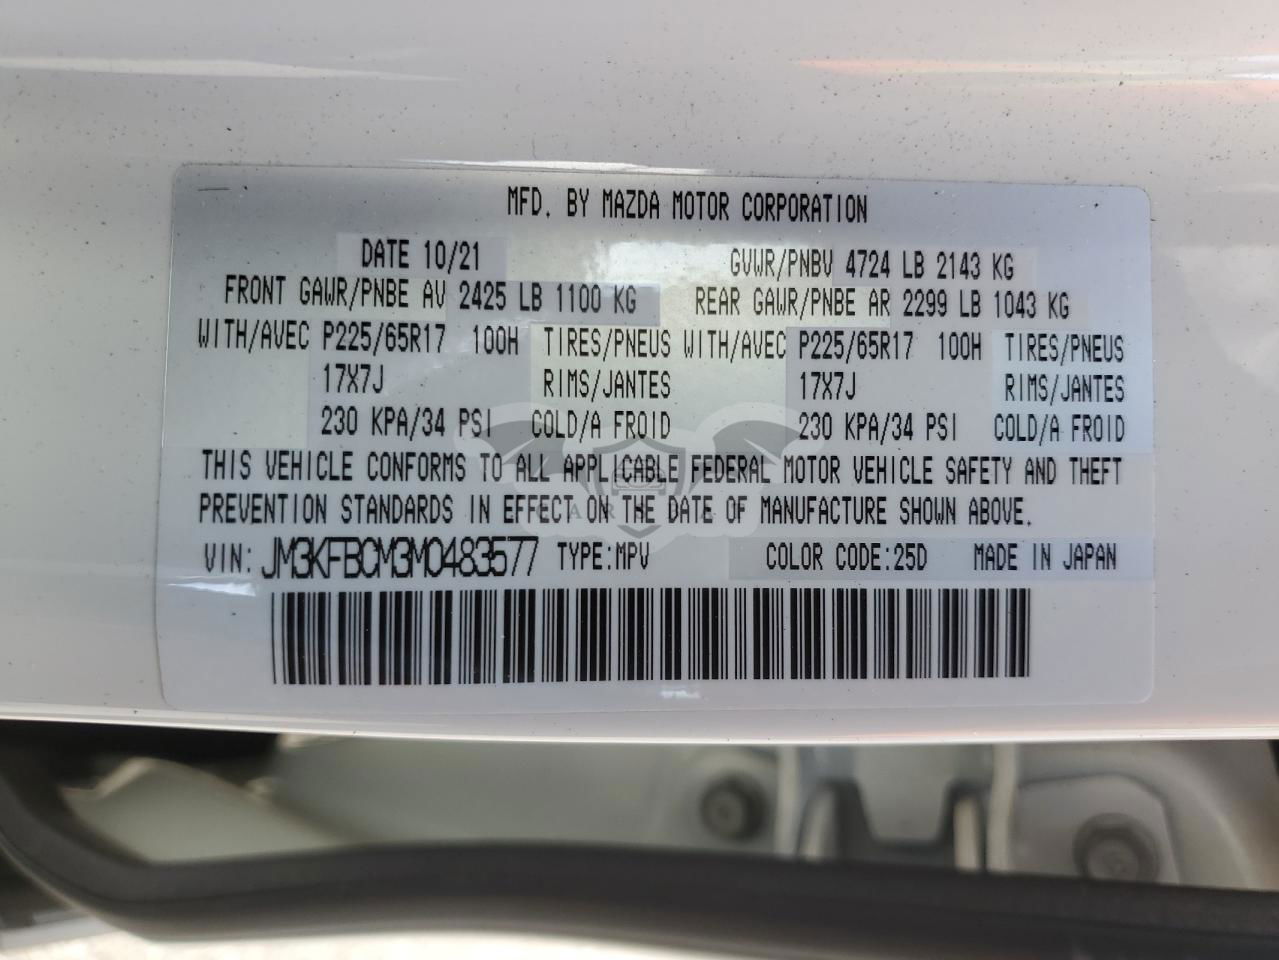 MFD. BY MAZDA MOTOR CORPORATION
DATE 10/21 GVWR/PNBV 4724 LB 2143 KG
FRONT GAWR/PNBE AV 2425 LB 1100 KG REAR GAWR/PNBE AR 2299 LB 1043 KG
WITH/AVEC P225/65R17 100H TIRES/PNEUS WITH/AVEC P225/65R17 100H TIRES/PNEUS
17X7J RIMS/JANTES 17X7J RIMS/JANTES
230 KPA/34 PSI COLD/A FROID 230 KPA/34 PSI COLD/A FROID
THIS VEHICLE CONFORMS TO ALL APPLICABLE FEDERAL MOTOR VEHICLE SAFETY AND THEFT
PREVENTION STANDARDS IN EFFECT ON THE DATE OF MANUFACTURE SHOWN ABOVE.
VIN: JM3KFBCM3M0483577 TYPE:MPV COLOR CODE:25D MADE IN JAPAN